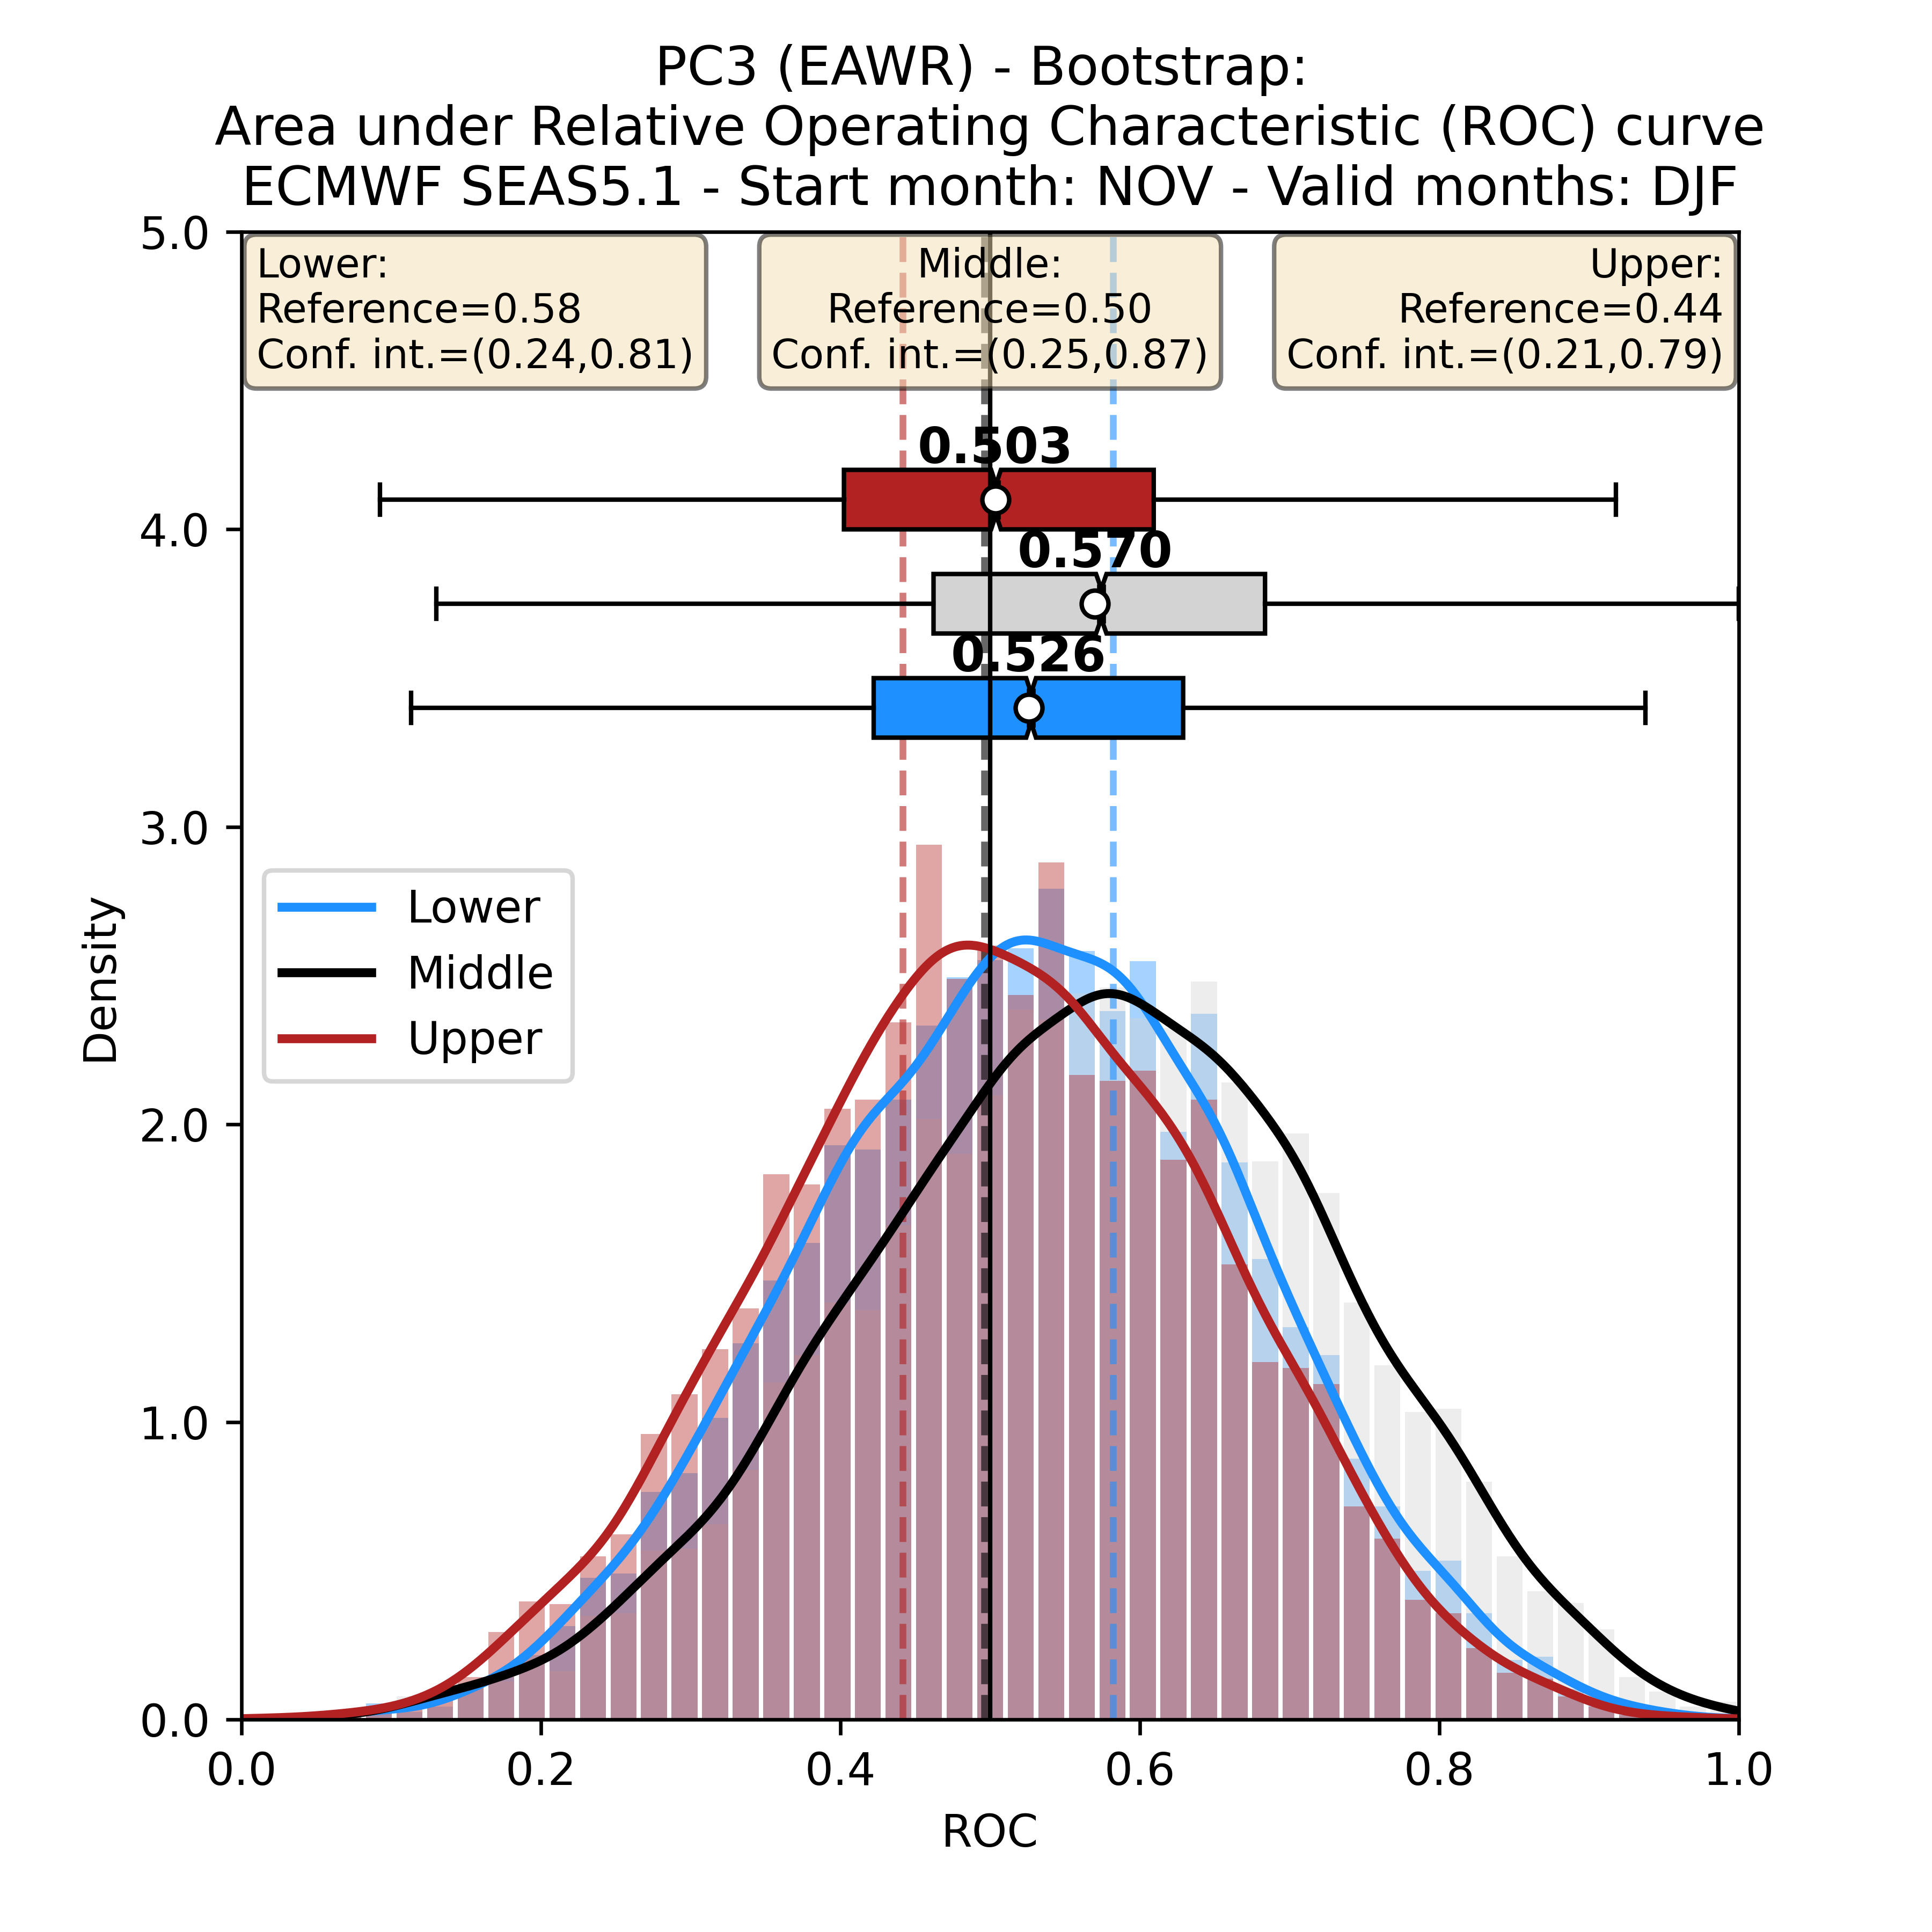 PC3 (EAWR) - Bootstrap:
Area under Relative Operating Characteristic (ROC) curve
ECMWF SEAS5.1 - Start month: NOV - Valid months: DJF
Lower:
Reference=0.58
Conf. int.=(0.24,0.81)
Middle:
Reference=0.50
Conf. int.=(0.25,0.87)
Upper:
Reference=0.44
Conf. int.=(0.21,0.79)
0.503
0.570
0.526
Lower
Middle
Upper
Density
5.0
4.0
3.0
2.0
1.0
0.0
0.0 0.2 0.4 0.6 0.8 1.0
ROC